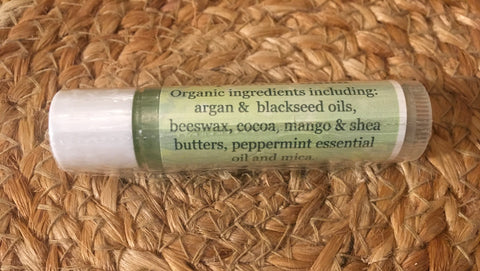 Organic ingredients including:
argan & blackseed oils,
beeswax, cocoa, mango & shea
butters, peppermint essential
oil and mica.